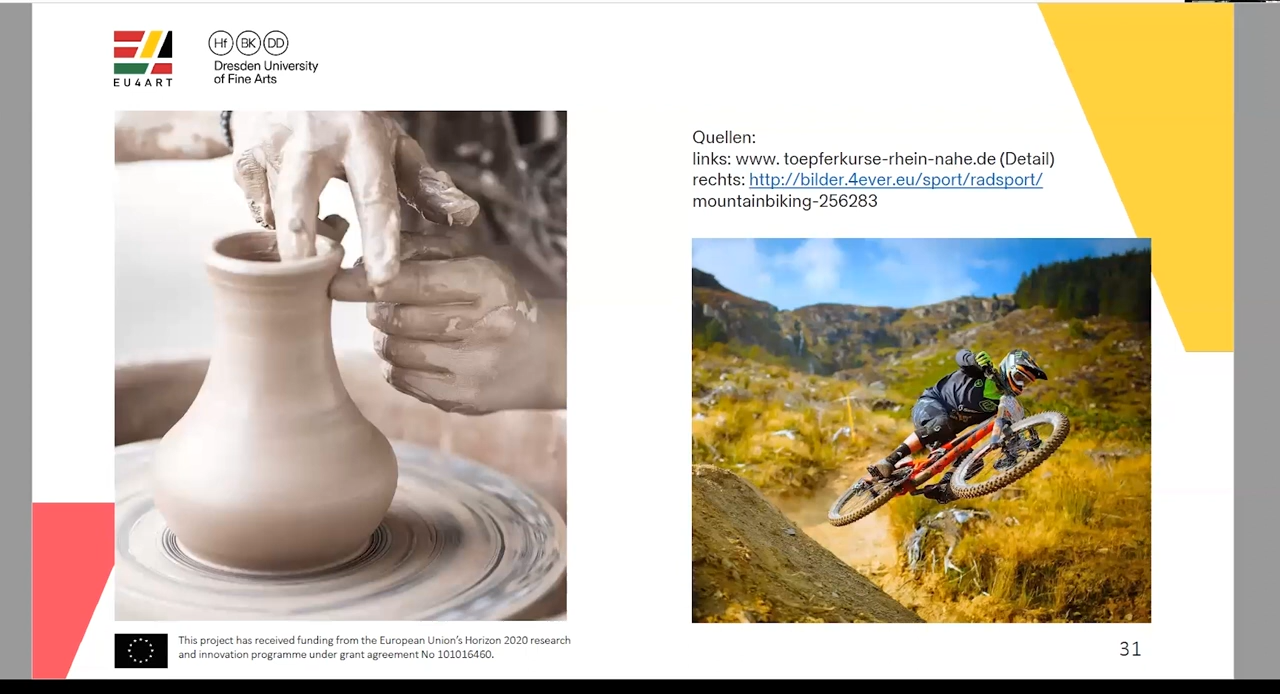 EU4ART
Hf BK DD
Dresden University
of Fine Arts
Quellen:
links: www. toepferkurse-rhein-nahe.de (Detail)
rechts: http://bilder.4ever.eu/sport/radsport/
mountainbiking-256283
This project has received funding from the European Union's Horizon 2020 research
and innovation programme under grant agreement No 101016460.
31